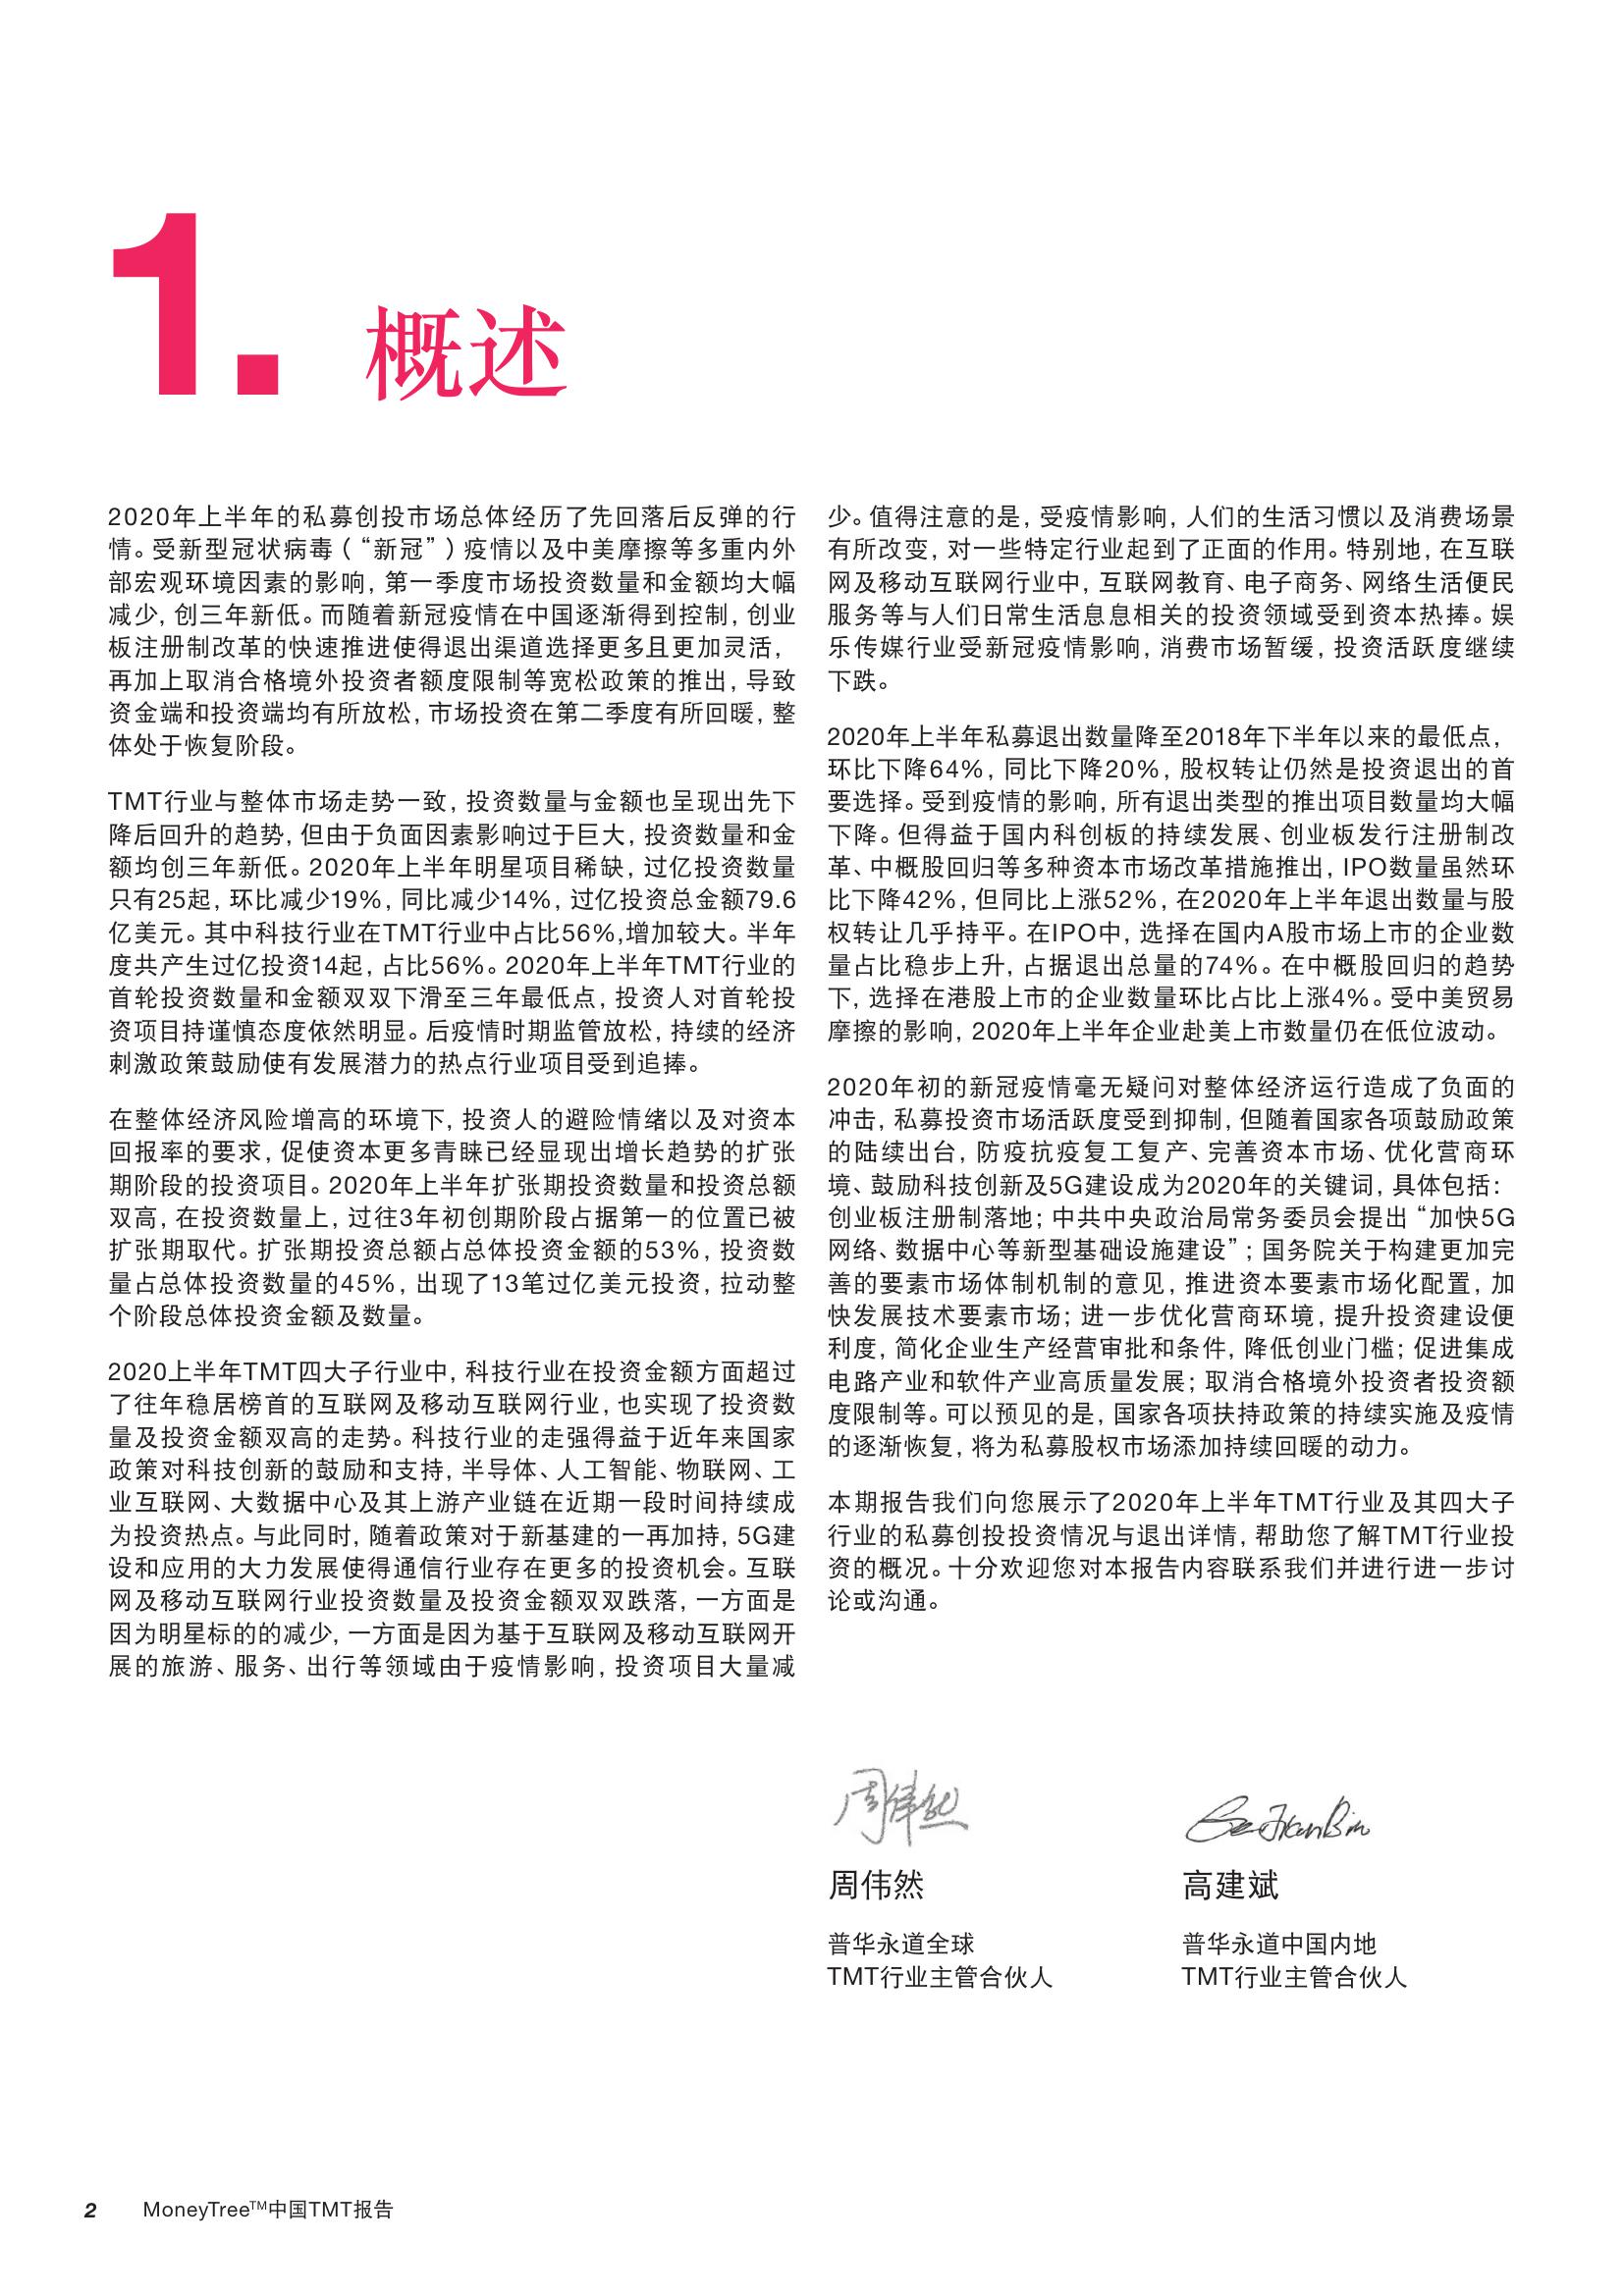 1. 概述
2020年上半年的私募创投市场总体经历了先回落后反弹的行
情。受新型冠状病毒（“新冠”）疫情以及中美摩擦等多重内外
部宏观环境因素的影响，第一季度市场投资数量和金额均大幅
减少，创三年新低。而随着新冠疫情在中国逐渐得到控制，创业
板注册制改革的快速推进使得退出渠道选择更多且更加灵活，
再加上取消合格境外投资者额度限制等宽松政策的推出，导致
资金端和投资端均有所放松，市场投资在第二季度有所回暖，整
体处于恢复阶段。
TMT行业与整体市场走势一致，投资数量与金额也呈现出先下
降后回升的趋势，但由于负面因素影响过于巨大，投资数量和金
额均创三年新低。2020年上半年明星项目稀缺，过亿投资数量
只有25起，环比减少19%，同比减少14%，过亿投资总金额79.6
亿美元。其中科技行业在TMT行业中占比56%,增加较大。半年
度共产生过亿投资14起，占比56%。2020年上半年TMT行业的
首轮投资数量和金额双双下滑至三年最低点，投资人对首轮投
资项目持谨慎态度依然明显。后疫情时期监管放松，持续的经济
刺激政策鼓励使有发展潜力的热点行业项目受到追捧。
在整体经济风险增高的环境下，投资人的避险情绪以及对资本
回报率的要求，促使资本更多青睐已经显现出增长趋势的扩张
期阶段的投资项目。2020年上半年扩张期投资数量和投资总额
双高，在投资数量上，过往3年初创期阶段占据第一的位置已被
扩张期取代。扩张期投资总额占总体投资金额的53%，投资数
量占总体投资数量的45%，出现了13笔过亿美元投资，拉动整
个阶段总体投资金额及数量。
2020上半年TMT四大子行业中，科技行业在投资金额方面超过
了往年稳居榜首的互联网及移动互联网行业，也实现了投资数
量及投资金额双高的走势。科技行业的走强得益于近年来国家
政策对科技创新的鼓励和支持，半导体、人工智能、物联网、工
业互联网、大数据中心及其上游产业链在近期一段时间持续成
为投资热点。与此同时，随着政策对于新基建的一再加持，5G建
设和应用的大力发展使得通信行业存在更多的投资机会。互联
网及移动互联网行业投资数量及投资金额双双跌落，一方面是
因为明星标的的减少，一方面是因为基于互联网及移动互联网开
展的旅游、服务、出行等领域由于疫情影响，投资项目大量减
少。值得注意的是，受疫情影响，人们的生活习惯以及消费场景
有所改变，对一些特定行业起到了正面的作用。特别地，在互联
网及移动互联网行业中，互联网教育、电子商务、网络生活便民
服务等与人们日常生活息息相关的投资领域受到资本热捧。娱
乐传媒行业受新冠疫情影响，消费市场暂缓，投资活跃度继续
下跌。
2020年上半年私募退出数量降至2018年下半年以来的最低点，
环比下降64%，同比下降20%，股权转让仍然是投资退出的首
要选择。受到疫情的影响，所有退出类型的推出项目数量均大幅
下降。但得益于国内科创板的持续发展、创业板发行注册制改
革、中概股回归等多种资本市场改革措施推出，IPO数量虽然环
比下降42%，但同比上涨52%，在2020年上半年退出数量与股
权转让几乎持平。在IPO中，选择在国内A股市场上市的企业数
量占比稳步上升，占据退出总量的74%。在中概股回归的趋势
下，选择在港股上市的企业数量环比占比上涨4%。受中美贸易
摩擦的影响，2020年上半年企业赴美上市数量仍在低位波动。
2020年初的新冠疫情毫无疑问对整体经济运行造成了负面的
冲击，私募投资市场活跃度受到抑制，但随着国家各项鼓励政策
的陆续出台，防疫抗疫复工复产、完善资本市场、优化营商环
境、鼓励科技创新及5G建设成为2020年的关键词，具体包括：
创业板注册制落地；中共中央政治局常务委员会提出“加快5G
网络、数据中心等新型基础设施建设”；国务院关于构建更加完
善的要素市场体制机制的意见，推进资本要素市场化配置，加
快发展技术要素市场；进一步优化营商环境，提升投资建设便
利度，简化企业生产经营审批和条件，降低创业门槛；促进集成
电路产业和软件产业高质量发展；取消合格境外投资者投资额
度限制等。可以预见的是，国家各项扶持政策的持续实施及疫情
的逐渐恢复，将为私募股权市场添加持续回暖的动力。
本期报告我们向您展示了2020年上半年TMT行业及其四大子
行业的私募创投投资情况与退出详情，帮助您了解TMT行业投
资的概况。十分欢迎您对本报告内容联系我们并进行进一步讨
论或沟通。
周伟然
周伟然
普华永道全球
TMT行业主管合伙人
高建斌
普华永道中国内地
TMT行业主管合伙人
2 MoneyTree™中国TMT报告